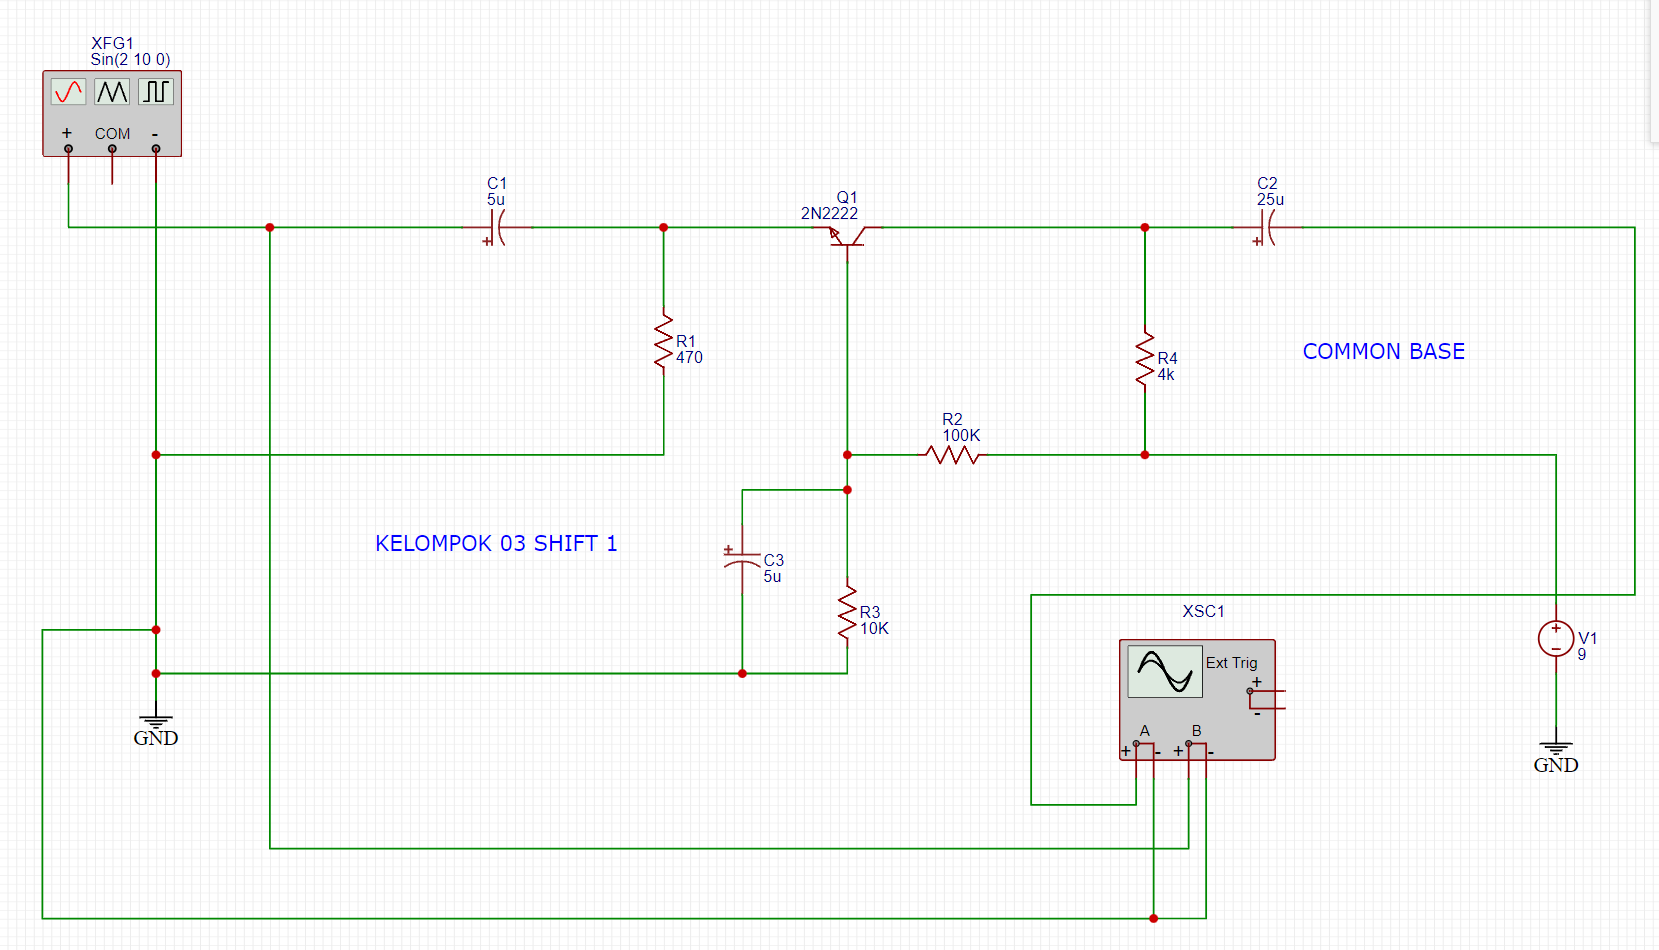 XFG1
Sin(2 10 0)
+ COM -
C1
5u
+
Q1
2N2222
C2
25u
+
R1
470
R4
4k
COMMON BASE
R2
100K
KELOMPOK 03 SHIFT 1
+
C3
5u
R3
10K
XSC1
Ext Trig
+
-
A B
+ - + -
+
-
V1
9
GND
GND